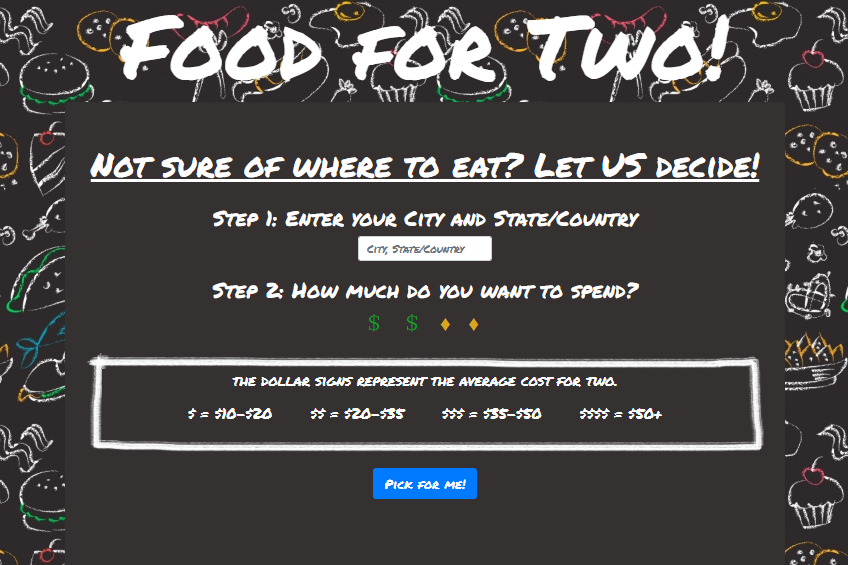 Food for Two!
Not sure of where to eat? Let US decide!
Step 1: Enter your City and State/Country
City, State/Country
Step 2: How much do you want to spend?
$ $ ♦ ♦
the dollar signs represent the average cost for two.
$ = $10-$20 $$ = $20-$35 $$$ = $35-$50 $$$$ = $50+
Pick for me!